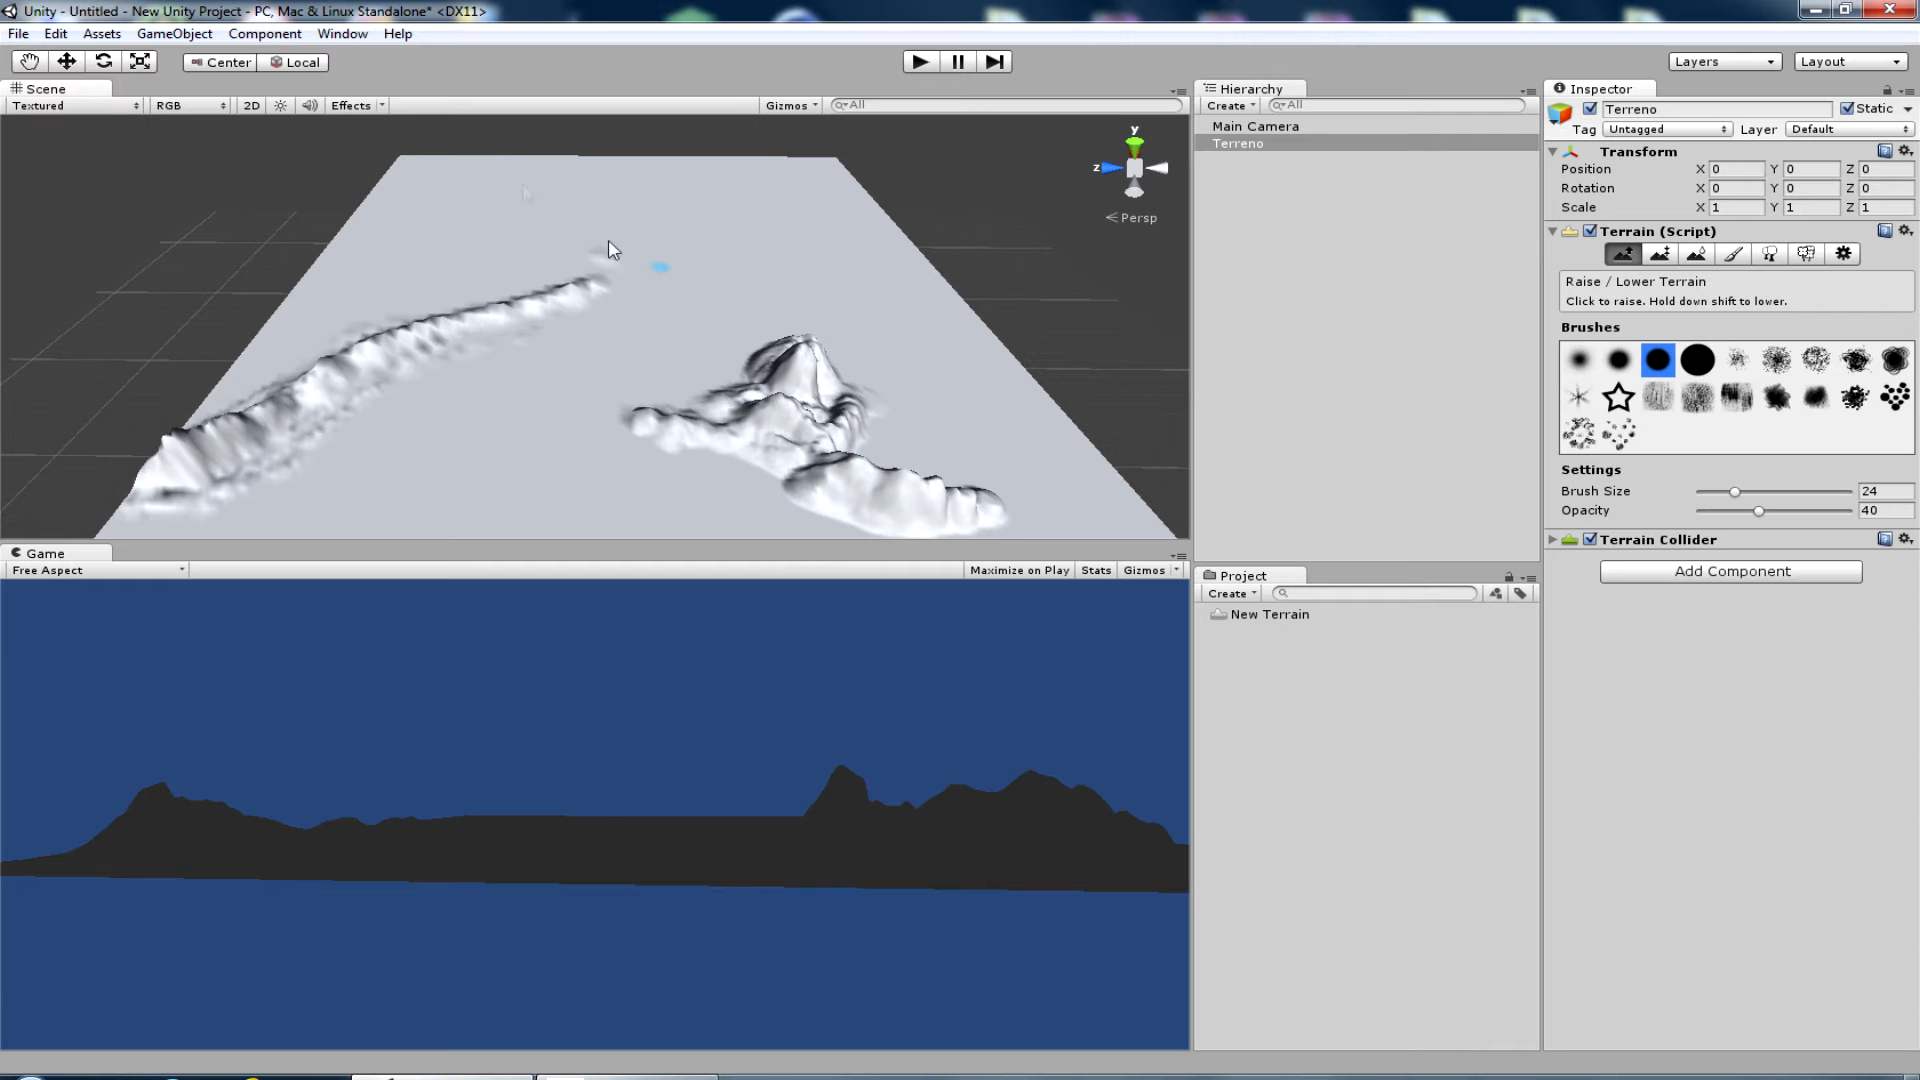 Unity - Untitled - New Unity Project - PC, Mac & Linux Standalone* <DX11>
File Edit Assets GameObject Component Window Help
Center Local Layers Layout
Scene
Textured RGB 2D Effects Gizmos All
y
z
Persp
Hierarchy
Create All
Main Camera
Terreno
Inspector
Terreno Static
Tag Untagged Layer Default
Transform
Position X 0 Y 0 Z 0
Rotation X 0 Y 0 Z 0
Scale X 1 Y 1 Z 1
Terrain (Script)
Raise / Lower Terrain
Click to raise. Hold down shift to lower.
Brushes
Settings
Brush Size 24
Opacity 40
Terrain Collider
Add Component
Game
Free Aspect Maximize on Play Stats Gizmos
Project
Create
New Terrain